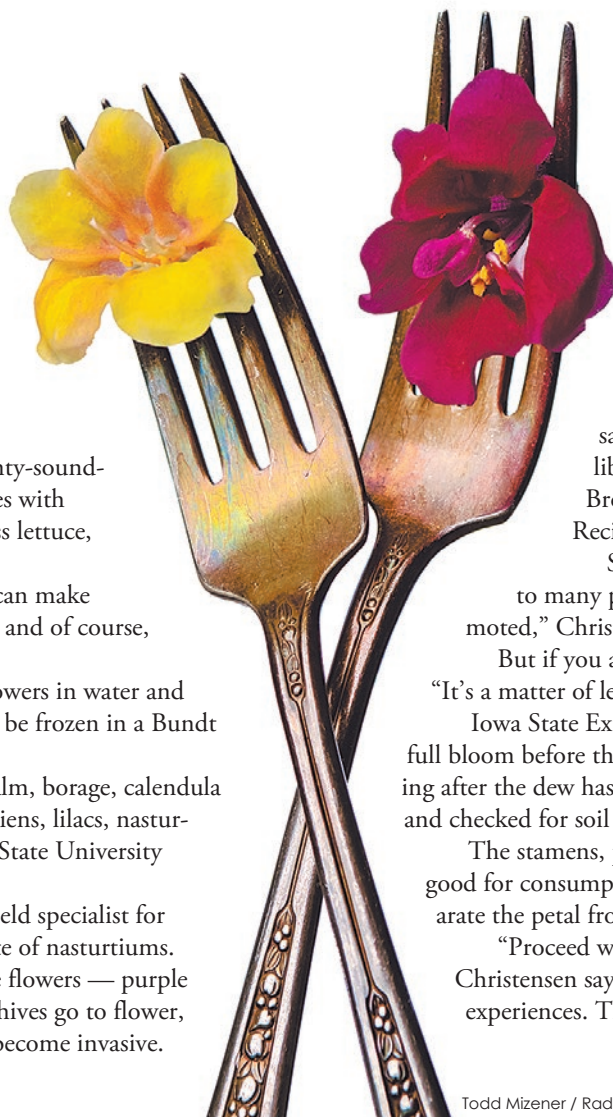 nty-sound-
es with
ss lettuce,
can make
and of course,
owers in water and
be frozen in a Bundt
alm, borage, calendula
iens, lilacs, nastur-
State University
eld specialist for
te of nasturtiums.
e flowers — purple
hives go to flower,
become invasive.
sa
lib
Bro
Reci
S
to many p
moted,” Chris
But if you a
“It’s a matter of le
Iowa State Ex
full bloom before th
ing after the dew has
and checked for soil
The stamens, p
good for consump
arate the petal fro
“Proceed w
Christensen say
experiences. T
Todd Mizener / Rad